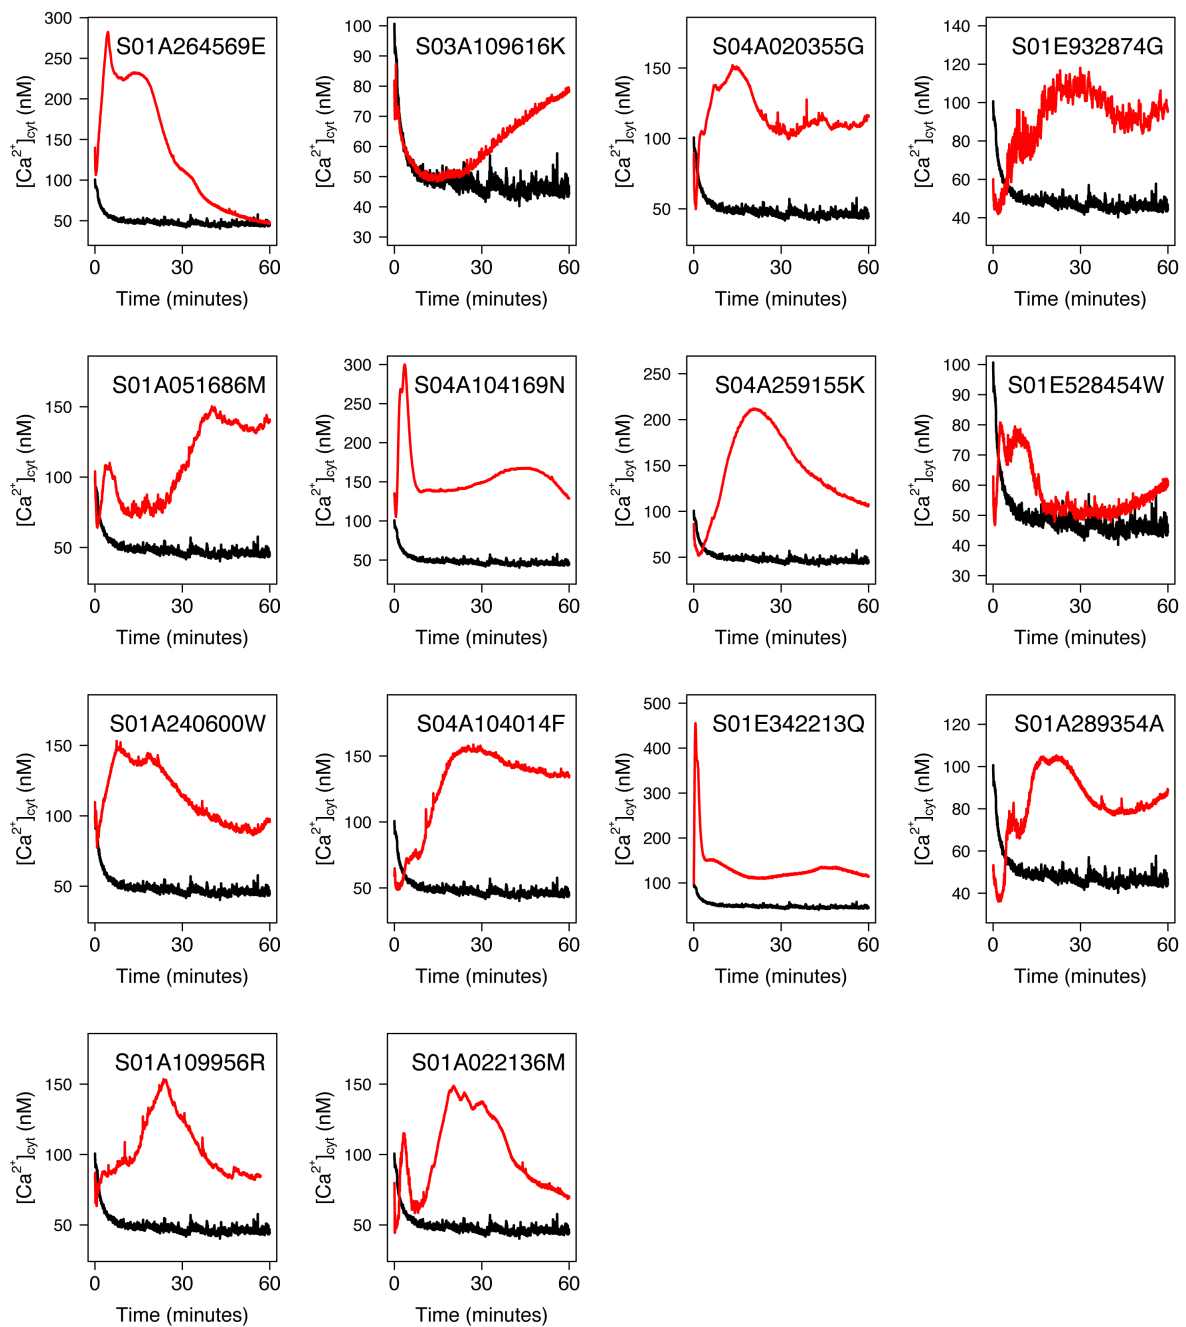 S01A264569E
[Ca²⁺]cyt (nM)
300
250
200
150
100
50
0 30 60
Time (minutes)
S03A109616K
[Ca²⁺]cyt (nM)
100
90
80
70
60
50
40
30
0 30 60
Time (minutes)
S04A020355G
[Ca²⁺]cyt (nM)
150
100
50
0 30 60
Time (minutes)
S01E932874G
[Ca²⁺]cyt (nM)
140
120
100
80
60
40
0 30 60
Time (minutes)
S01A051686M
[Ca²⁺]cyt (nM)
150
100
50
0 30 60
Time (minutes)
S04A104169N
[Ca²⁺]cyt (nM)
300
250
200
150
100
50
0 30 60
Time (minutes)
S04A259155K
[Ca²⁺]cyt (nM)
250
200
150
100
50
0 30 60
Time (minutes)
S01E528454W
[Ca²⁺]cyt (nM)
100
90
80
70
60
50
40
30
0 30 60
Time (minutes)
S01A240600W
[Ca²⁺]cyt (nM)
150
100
50
0 30 60
Time (minutes)
S04A104014F
[Ca²⁺]cyt (nM)
150
100
50
0 30 60
Time (minutes)
S01E342213Q
[Ca²⁺]cyt (nM)
500
400
300
200
100
0 30 60
Time (minutes)
S01A289354A
[Ca²⁺]cyt (nM)
120
100
80
60
40
0 30 60
Time (minutes)
S01A109956R
[Ca²⁺]cyt (nM)
150
100
50
0 30 60
Time (minutes)
S01A022136M
[Ca²⁺]cyt (nM)
150
100
50
0 30 60
Time (minutes)